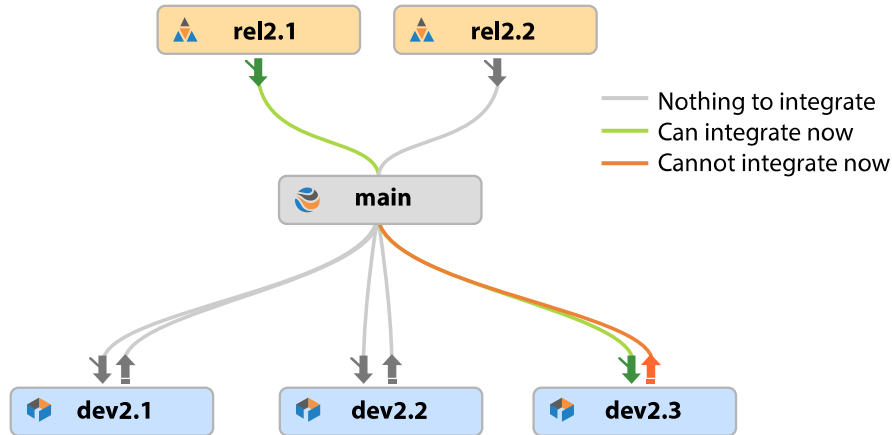 rel2.1
rel2.2
Nothing to integrate
Can integrate now
Cannot integrate now
main
dev2.1
dev2.2
dev2.3